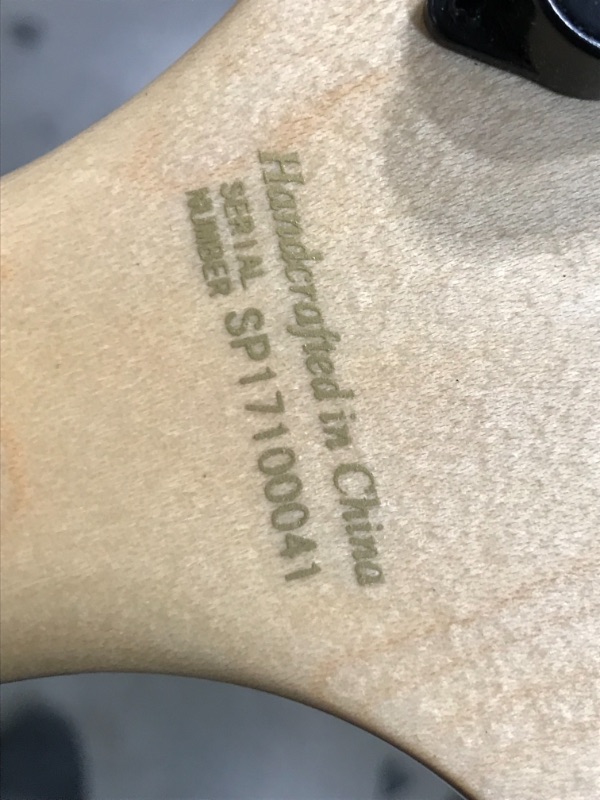 Handcrafted in China
SERIAL
NUMBER SP17100041